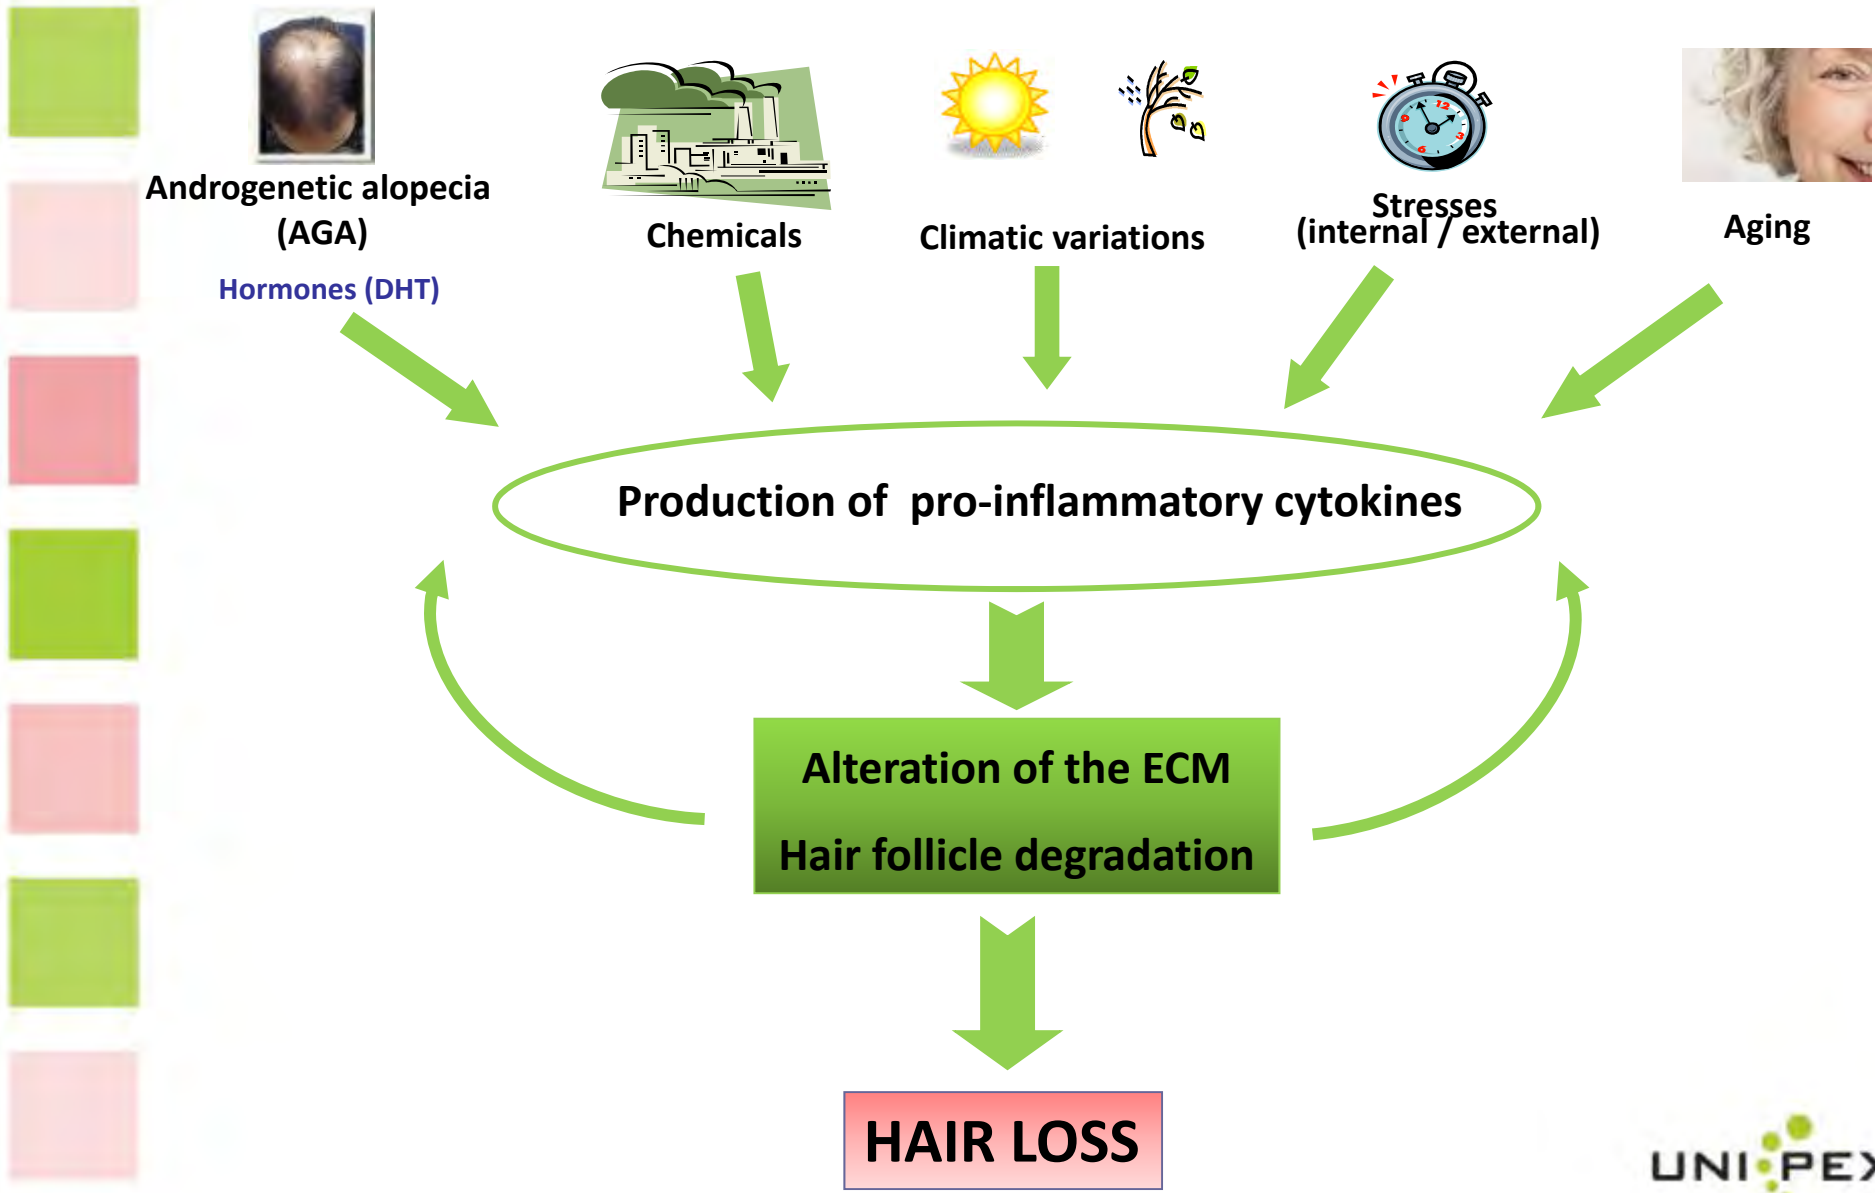 Androgenetic alopecia
(AGA)
Hormones (DHT)
Chemicals
Climatic variations
Stresses
(internal / external)
Aging
Production of pro-inflammatory cytokines
Alteration of the ECM
Hair follicle degradation
HAIR LOSS
UNIPEX